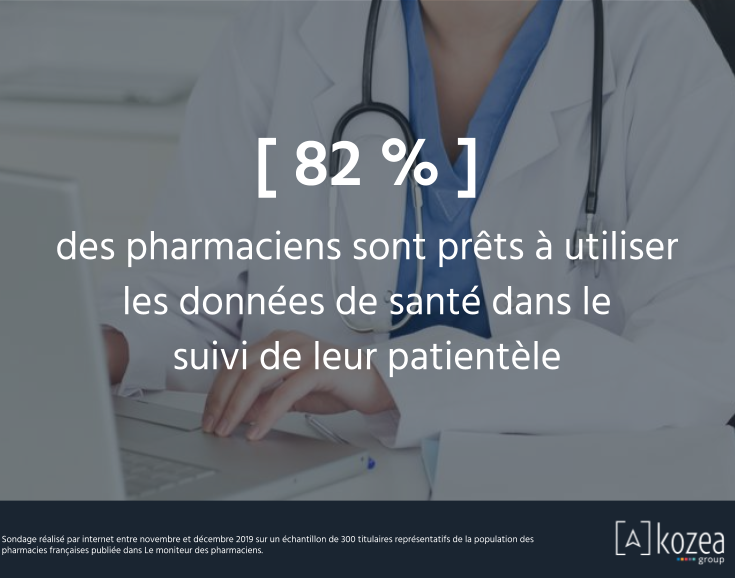 [ 82 % ]
des pharmaciens sont prêts à utiliser
les données de santé dans le
suivi de leur patientèle
Sondage réalisé par internet entre novembre et décembre 2019 sur un échantillon de 300 titulaires représentatifs de la population des
pharmacies françaises publiée dans Le moniteur des pharmaciens.
[A] kozea
group